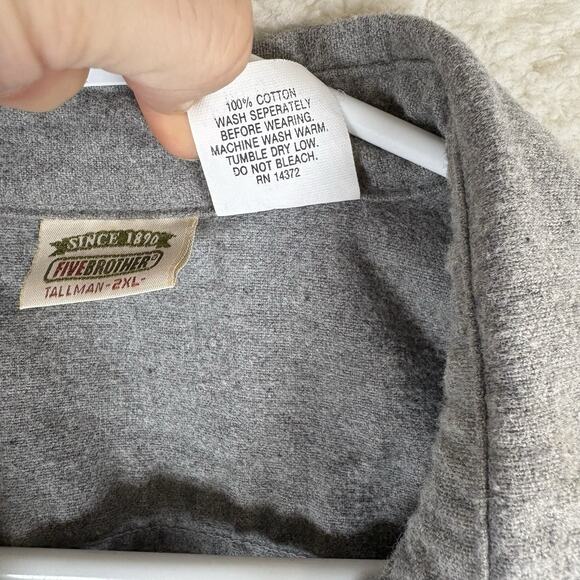 100% COTTON
WASH SEPERATELY
BEFORE WEARING.
MACHINE WASH WARM.
TUMBLE DRY LOW.
DO NOT BLEACH.
RN 14372
SINCE 1890
FIVEBROTHER®
TALLMAN-2XL-